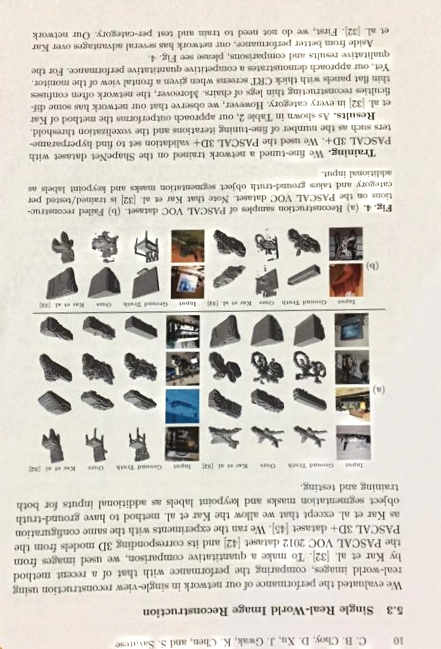 10 C. B. Choy, D. Xu, J. Gwak, K. Chen, and S. Savarese
5.3 Single Real-World Image Reconstruction
We evaluated the performance of our network in single-view reconstruction using
real-world images, comparing the performance with that of a recent method
by Kar et al. [32]. To make a quantitative comparison, we used images from
the PASCAL VOC 2012 dataset [42] and its corresponding 3D models from the
PASCAL 3D+ dataset [45]. We ran the experiments with the same configuration
as Kar et al. except that we allow the Kar et al. method to have ground-truth
object segmentation masks and keypoint labels as additional inputs for both
training and testing.
Input Ground Truth Ours Kar et al. [32] Input Ground Truth Ours Kar et al. [32]
(a)
Input Ground Truth Ours Kar et al. [32] Input Ground Truth Ours Kar et al. [32]
(b)
Fig. 4. (a) Reconstruction samples of PASCAL VOC dataset. (b) Failed reconstruc-
tions on the PASCAL VOC dataset. Note that Kar et al. [32] is trained/tested per
category and takes ground-truth object segmentation masks and keypoint labels as
additional input.
Training. We fine-tuned a network trained on the ShapeNet dataset with
PASCAL 3D+. We used the PASCAL 3D+ validation set to find hyperparame-
ters such as the number of fine-tuning iterations and the voxelization threshold.
Results. As shown in Table 2, our approach outperforms the method of Kar
et al. [32] in every category. However, we observe that our network has some dif-
ficulties reconstructing thin legs of chairs. Moreover, the network often confuses
thin flat panels with thick CRT screens when given a frontal view of the monitor.
Yet, our approach demonstrates a competitive quantitative performance. For the
qualitative results and comparisons, please see Fig. 4.
Aside from better performance, our network has several advantages over Kar
et al. [32]. First, we do not need to train and test per-category. Our network